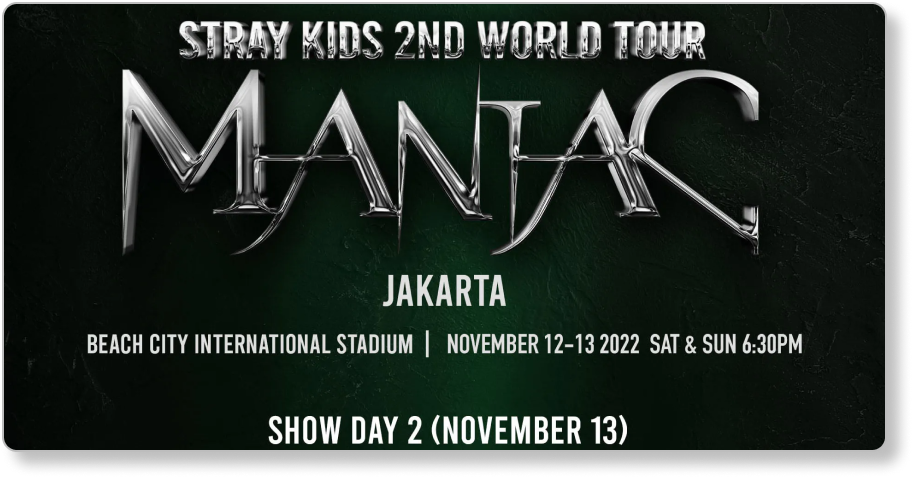 STRAY KIDS 2ND WORLD TOUR
MANIAC
JAKARTA
BEACH CITY INTERNATIONAL STADIUM | NOVEMBER 12-13 2022 SAT & SUN 6:30PM
SHOW DAY 2 (NOVEMBER 13)